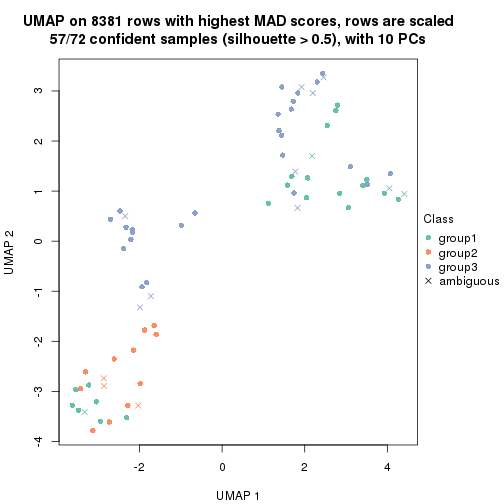 UMAP on 8381 rows with highest MAD scores, rows are scaled
57/72 confident samples (silhouette > 0.5), with 10 PCs
3
2
1
0
-1
-2
-3
-4
UMAP 2
-2
0
2
4
UMAP 1
Class
group1
group2
group3
ambiguous